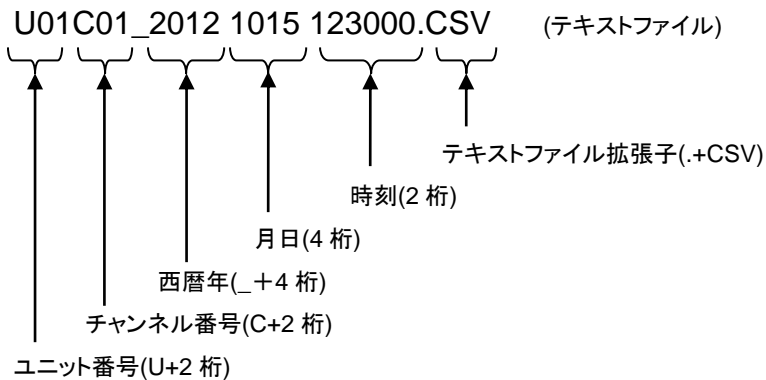 U01C01_2012 1015 123000.CSV (テキストファイル)
テキストファイル拡張子(.+CSV)
時刻(2 桁)
月日(4 桁)
西暦年(_＋4 桁)
チャンネル番号(C+2 桁)
ユニット番号(U+2 桁)